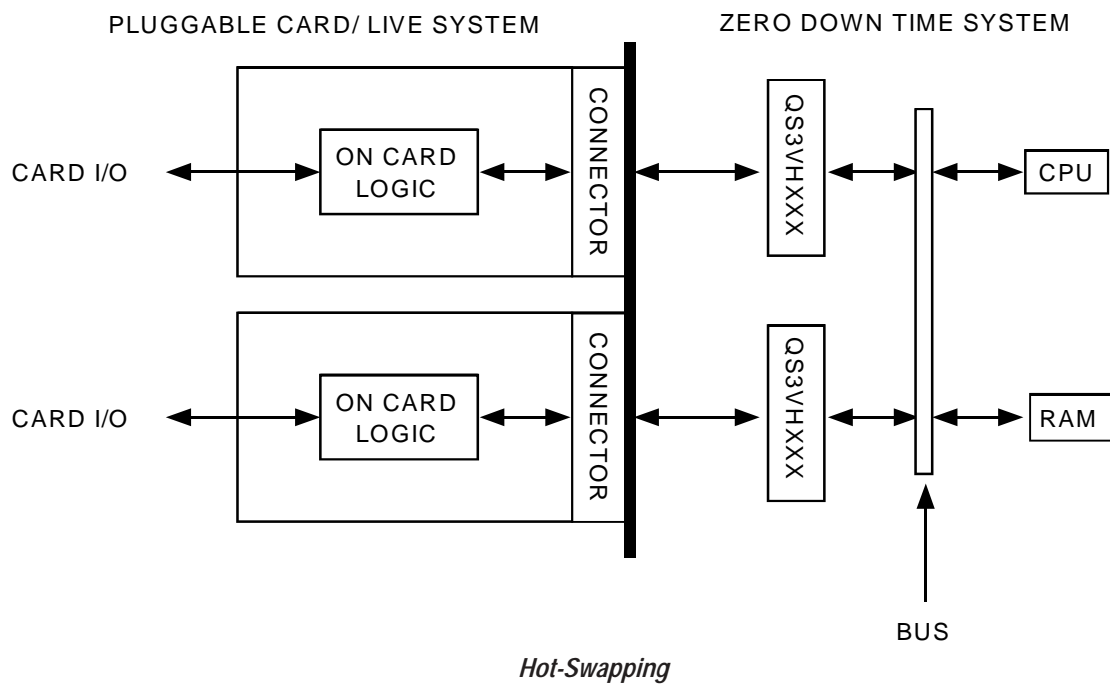 PLUGGABLE CARD/ LIVE SYSTEM
ZERO DOWN TIME SYSTEM
CARD I/O
ON CARD
LOGIC
CONNECTOR
QS3VHXXX
CPU
CARD I/O
ON CARD
LOGIC
CONNECTOR
QS3VHXXX
RAM
BUS
Hot-Swapping